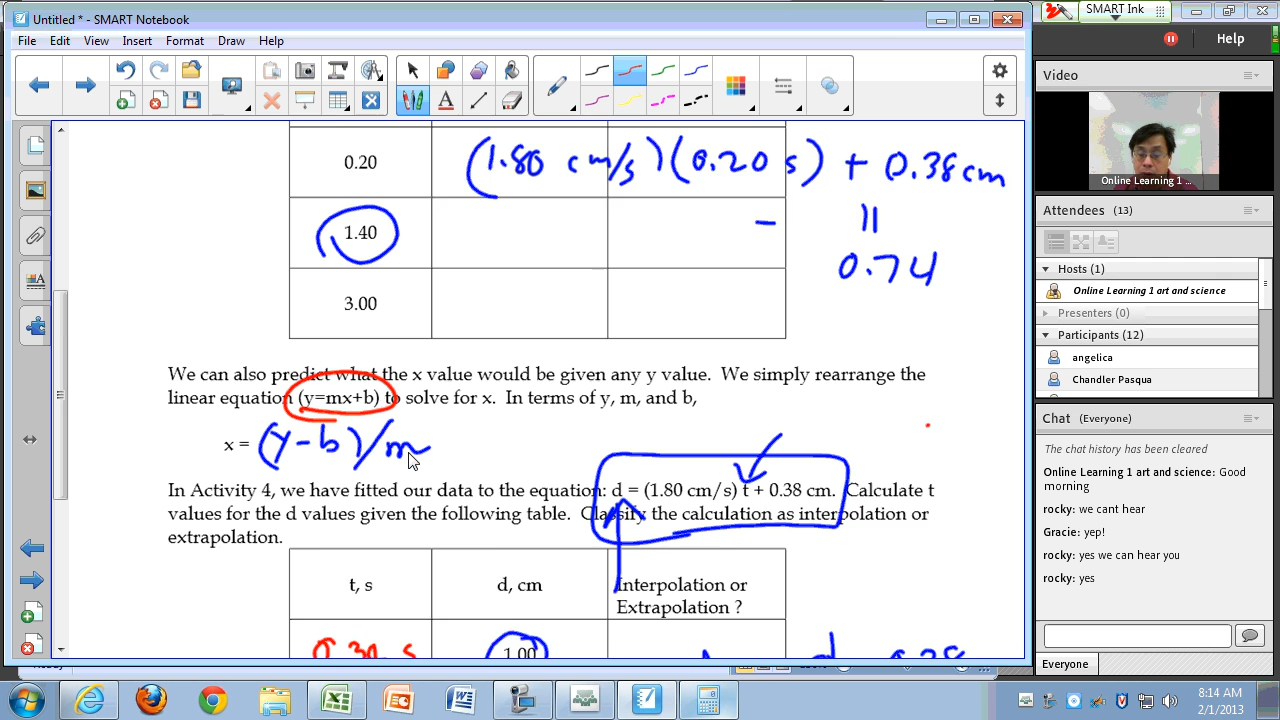 Untitled * - SMART Notebook
File Edit View Insert Format Draw Help
SMART Ink
Help
0.20
(1.80 cm/s)(0.20 s) + 0.38 cm
1.40
- =
0.74
3.00
We can also predict what the x value would be given any y value. We simply rearrange the
linear equation (y=mx+b) to solve for x. In terms of y, m, and b,
x = (y-b)/m
In Activity 4, we have fitted our data to the equation: d = (1.80 cm/s) t + 0.38 cm. Calculate t
values for the d values given the following table. Classify the calculation as interpolation or
extrapolation.
t, s
d, cm
Interpolation or
Extrapolation ?
1.00
Video
Online Learning 1 ...
Attendees (13)
Hosts (1)
Online Learning 1 art and science
Presenters (0)
Participants (12)
angelica
Chandler Pasqua
Chat (Everyone)
The chat history has been cleared
Online Learning 1 art and science: Good
morning
rocky: we cant hear
Gracie: yep!
rocky: yes we can hear you
rocky: yes
Everyone
8:14 AM
2/1/2013